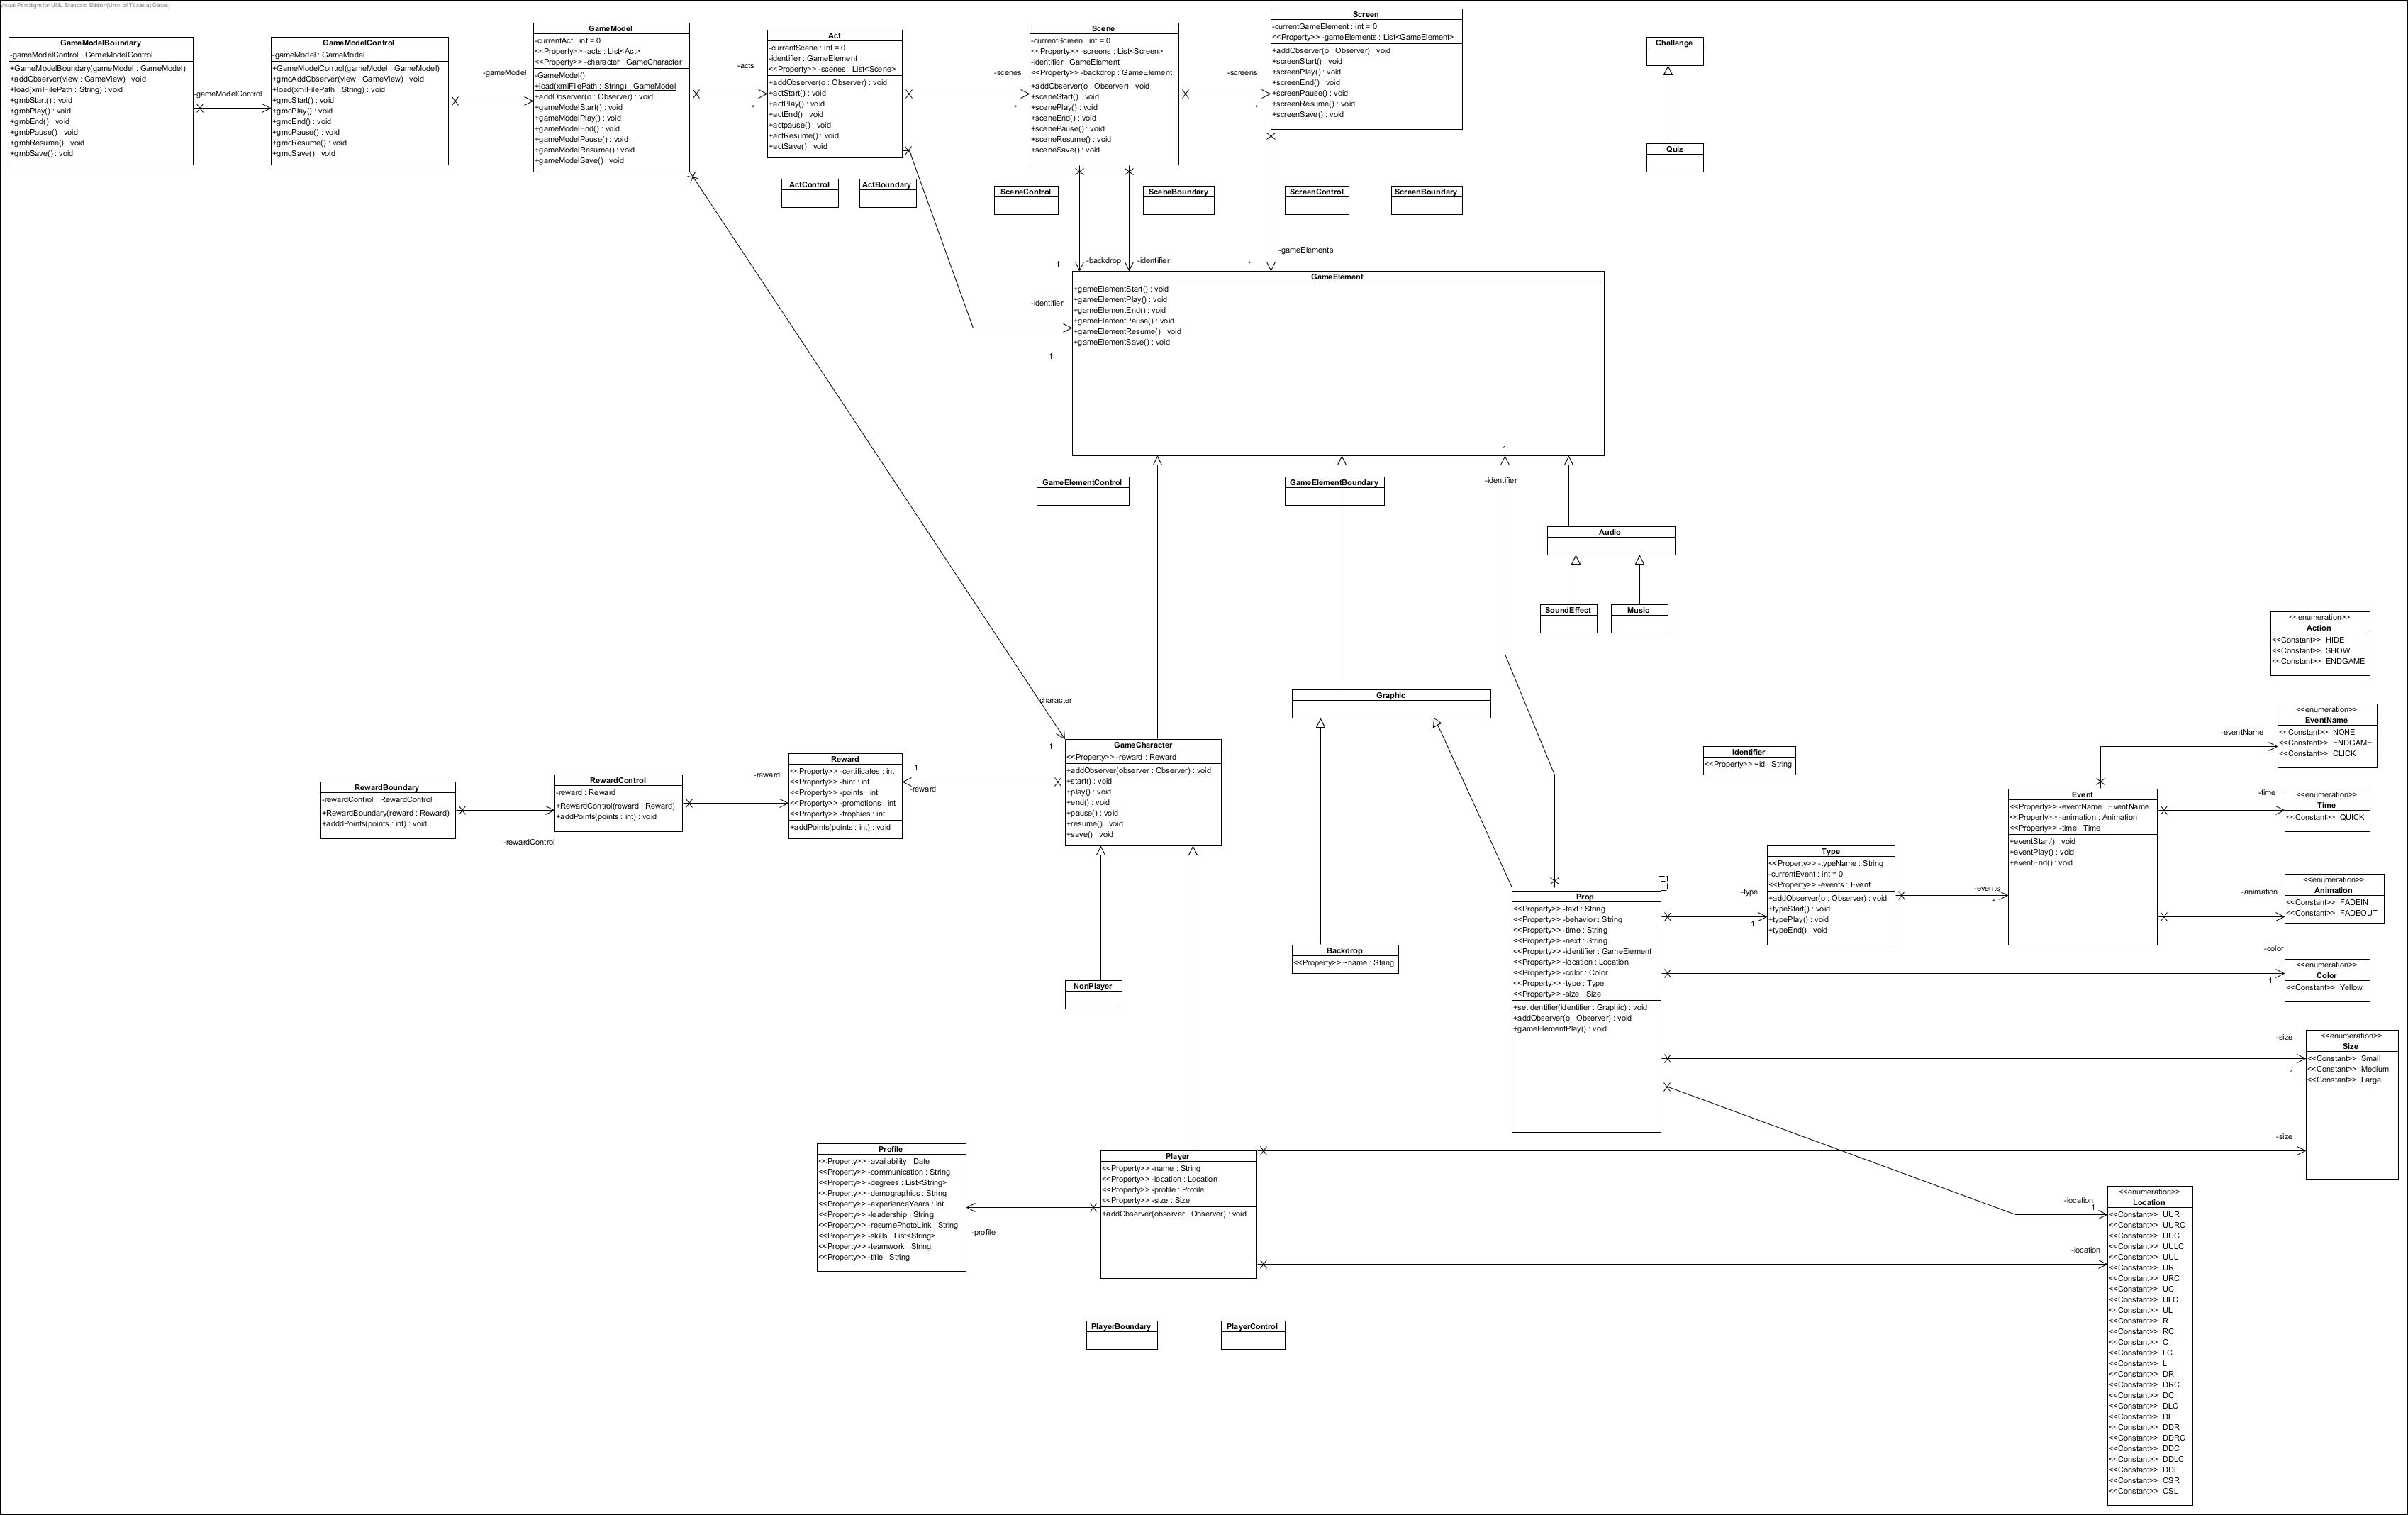 Visual Paradigm for UML Standard Edition(Univ. of Texas at Dallas)
GameModelBoundary
-gameModelControl : GameModelControl
+GameModelBoundary(gameModel : GameModel)
+addObserver(view : GameView) : void
+load(xmlFilePath : String) : void
+gmbStart() : void
+gmbPlay() : void
+gmbEnd() : void
+gmbPause() : void
+gmbResume() : void
+gmbSave() : void
-gameModelControl
GameModelControl
-gameModel : GameModel
+GameModelControl(gameModel : GameModel)
+gmcAddObserver(view : GameView) : void
+load(xmlFilePath : String) : void
+gmcStart() : void
+gmcPlay() : void
+gmcEnd() : void
+gmcPause() : void
+gmcResume() : void
+gmcSave() : void
-gameModel
GameModel
-currentAct : int = 0
<<Property>> -acts : List<Act>
<<Property>> -character : GameCharacter
-GameModel()
+load(xmlFilePath : String) : GameModel
+addObserver(o : Observer) : void
+gameModelStart() : void
+gameModelPlay() : void
+gameModelEnd() : void
+gameModelPause() : void
+gameModelResume() : void
+gameModelSave() : void
-acts
*
Act
-currentScene : int = 0
-identifier : GameElement
<<Property>> -scenes : List<Scene>
+addObserver(o : Observer) : void
+actStart() : void
+actPlay() : void
+actEnd() : void
+actpause() : void
+actResume() : void
+actSave() : void
-scenes
*
Scene
-currentScreen : int = 0
<<Property>> -screens : List<Screen>
-identifier : GameElement
<<Property>> -backdrop : GameElement
+addObserver(o : Observer) : void
+sceneStart() : void
+scenePlay() : void
+sceneEnd() : void
+scenePause() : void
+sceneResume() : void
+sceneSave() : void
-screens
*
Screen
-currentGameElement : int = 0
<<Property>> -gameElements : List<GameElement>
+addObserver(o : Observer) : void
+screenStart() : void
+screenPlay() : void
+screenEnd() : void
+screenPause() : void
+screenResume() : void
+screenSave() : void
Challenge
Quiz
ActControl
ActBoundary
SceneControl
SceneBoundary
ScreenControl
ScreenBoundary
1
-backdrop
1
-identifier
*
-gameElements
-identifier
1
GameElement
+gameElementStart() : void
+gameElementPlay() : void
+gameElementEnd() : void
+gameElementPause() : void
+gameElementResume() : void
+gameElementSave() : void
1
-identifier
GameElementControl
GameElementBoundary
Audio
SoundEffect
Music
<<enumeration>>
Action
<<Constant>> HIDE
<<Constant>> SHOW
<<Constant>> ENDGAME
-character
1
Graphic
-eventName
<<enumeration>>
EventName
<<Constant>> NONE
<<Constant>> ENDGAME
<<Constant>> CLICK
RewardBoundary
-rewardControl : RewardControl
+RewardBoundary(reward : Reward)
+adddPoints(points : int) : void
-rewardControl
RewardControl
-reward : Reward
+RewardControl(reward : Reward)
+addPoints(points : int) : void
-reward
Reward
<<Property>> -certificates : int
<<Property>> -hint : int
<<Property>> -points : int
<<Property>> -promotions : int
<<Property>> -trophies : int
+addPoints(points : int) : void
1
-reward
GameCharacter
<<Property>> -reward : Reward
+addObserver(observer : Observer) : void
+start() : void
+play() : void
+end() : void
+pause() : void
+resume() : void
+save() : void
Identifier
<<Property>> ~id : String
Event
<<Property>> -eventName : EventName
<<Property>> -animation : Animation
<<Property>> -time : Time
+eventStart() : void
+eventPlay() : void
+eventEnd() : void
-time
<<enumeration>>
Time
<<Constant>> QUICK
Type
<<Property>> -typeName : String
-currentEvent : int = 0
<<Property>> -events : Event
+addObserver(o : Observer) : void
+typeStart() : void
+typePlay() : void
+typeEnd() : void
-type
1
-events
*
-animation
<<enumeration>>
Animation
<<Constant>> FADEIN
<<Constant>> FADEOUT
T
Prop
<<Property>> -text : String
<<Property>> -behavior : String
<<Property>> -time : String
<<Property>> -next : String
<<Property>> -identifier : GameElement
<<Property>> -location : Location
<<Property>> -color : Color
<<Property>> -type : Type
<<Property>> -size : Size
+setIdentifier(identifier : Graphic) : void
+addObserver(o : Observer) : void
+gameElementPlay() : void
Backdrop
<<Property>> ~name : String
NonPlayer
-color
1
<<enumeration>>
Color
<<Constant>> Yellow
-size
1
<<enumeration>>
Size
<<Constant>> Small
<<Constant>> Medium
<<Constant>> Large
-size
Profile
<<Property>> -availability : Date
<<Property>> -communication : String
<<Property>> -degrees : List<String>
<<Property>> -demographics : String
<<Property>> -experienceYears : int
<<Property>> -leadership : String
<<Property>> -resumePhotoLink : String
<<Property>> -skills : List<String>
<<Property>> -teamwork : String
<<Property>> -title : String
-profile
Player
<<Property>> -name : String
<<Property>> -location : Location
<<Property>> -profile : Profile
<<Property>> -size : Size
+addObserver(observer : Observer) : void
-location
1
-location
<<enumeration>>
Location
<<Constant>> UUR
<<Constant>> UURC
<<Constant>> UUC
<<Constant>> UULC
<<Constant>> UUL
<<Constant>> UR
<<Constant>> URC
<<Constant>> UC
<<Constant>> ULC
<<Constant>> UL
<<Constant>> R
<<Constant>> RC
<<Constant>> C
<<Constant>> LC
<<Constant>> L
<<Constant>> DR
<<Constant>> DRC
<<Constant>> DC
<<Constant>> DLC
<<Constant>> DL
<<Constant>> DDR
<<Constant>> DDRC
<<Constant>> DDC
<<Constant>> DDLC
<<Constant>> DDL
<<Constant>> OSR
<<Constant>> OSL
PlayerBoundary
PlayerControl